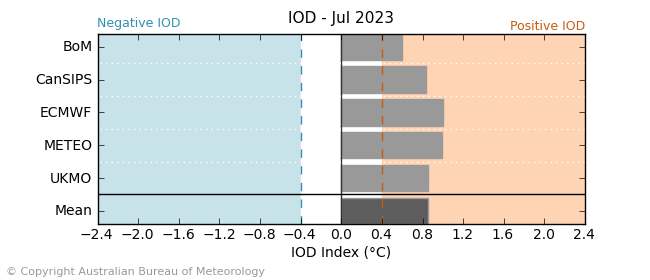 IOD - Jul 2023
Negative IOD
Positive IOD
BoM
CanSIPS
ECMWF
METEO
UKMO
Mean
−2.4 −2.0 −1.6 −1.2 −0.8 −0.4 0.0 0.4 0.8 1.2 1.6 2.0 2.4
IOD Index (°C)
© Copyright Australian Bureau of Meteorology